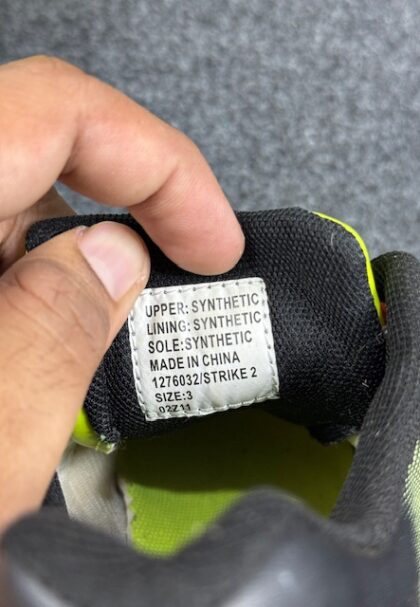 UPPER: SYNTHETIC
LINING: SYNTHETIC
SOLE:SYNTHETIC
MADE IN CHINA
1276032/STRIKE 2
SIZE:3
02Z11